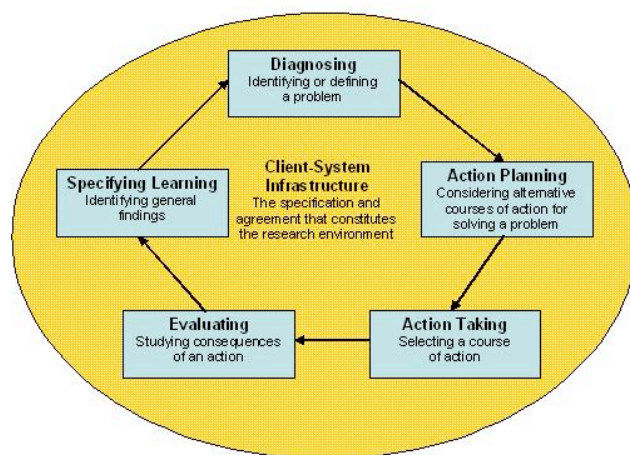 Diagnosing
Identifying or defining
a problem
Client-System
Infrastructure
The specification and
agreement that constitutes
the research environment
Specifying Learning
Identifying general
findings
Action Planning
Considering alternative
courses of action for
solving a problem
Evaluating
Studying consequences
of an action
Action Taking
Selecting a course
of action